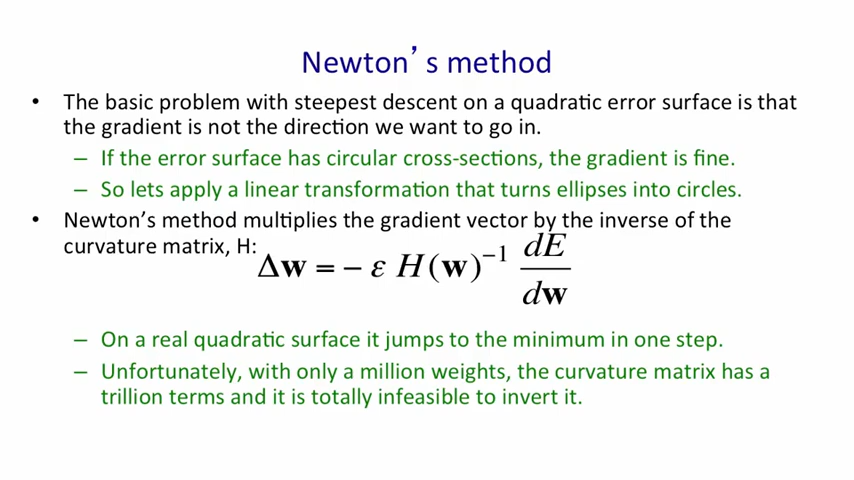 Newton's method
• The basic problem with steepest descent on a quadratic error surface is that
the gradient is not the direction we want to go in.
– If the error surface has circular cross-sections, the gradient is fine.
– So lets apply a linear transformation that turns ellipses into circles.
• Newton's method multiplies the gradient vector by the inverse of the
curvature matrix, H:
Δw = − ε H(w)⁻¹ dE/dw
– On a real quadratic surface it jumps to the minimum in one step.
– Unfortunately, with only a million weights, the curvature matrix has a
trillion terms and it is totally infeasible to invert it.